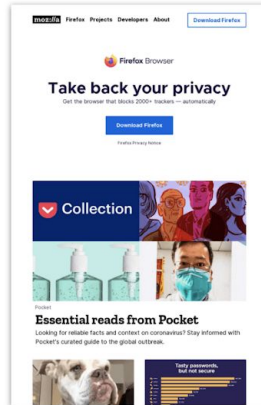 moz://a Firefox Projects Developers About Download Firefox
Firefox Browser
Take back your privacy
Get the browser that blocks 2000+ trackers — automatically
Download Firefox
Firefox Privacy Notice
Collection
Pocket
Essential reads from Pocket
Looking for reliable facts and context on coronavirus? Stay informed with
Pocket's curated guide to the global outbreak.
Tasty passwords,
but not secure